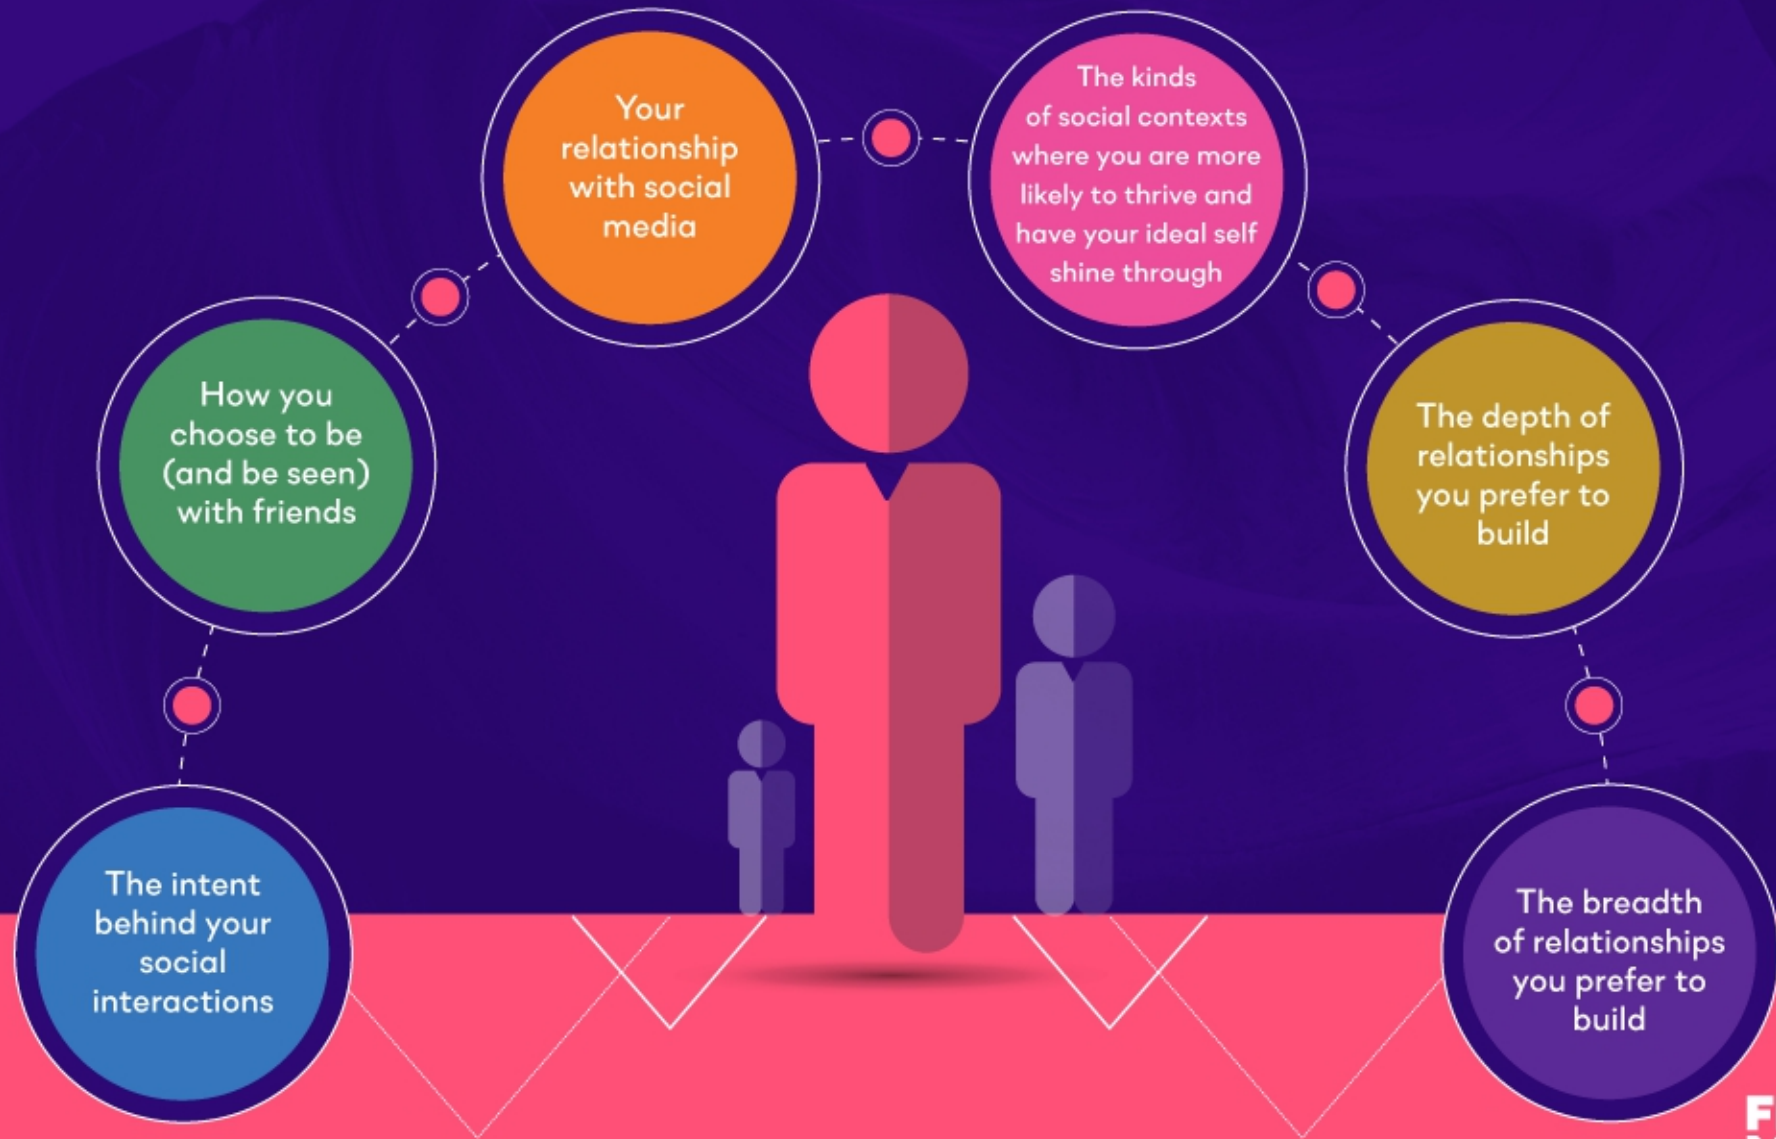 Your
relationship
with social
media
The kinds
of social contexts
where you are more
likely to thrive and
have your ideal self
shine through
How you
choose to be
(and be seen)
with friends
The depth of
relationships
you prefer to
build
The intent
behind your
social
interactions
The breadth
of relationships
you prefer to
build